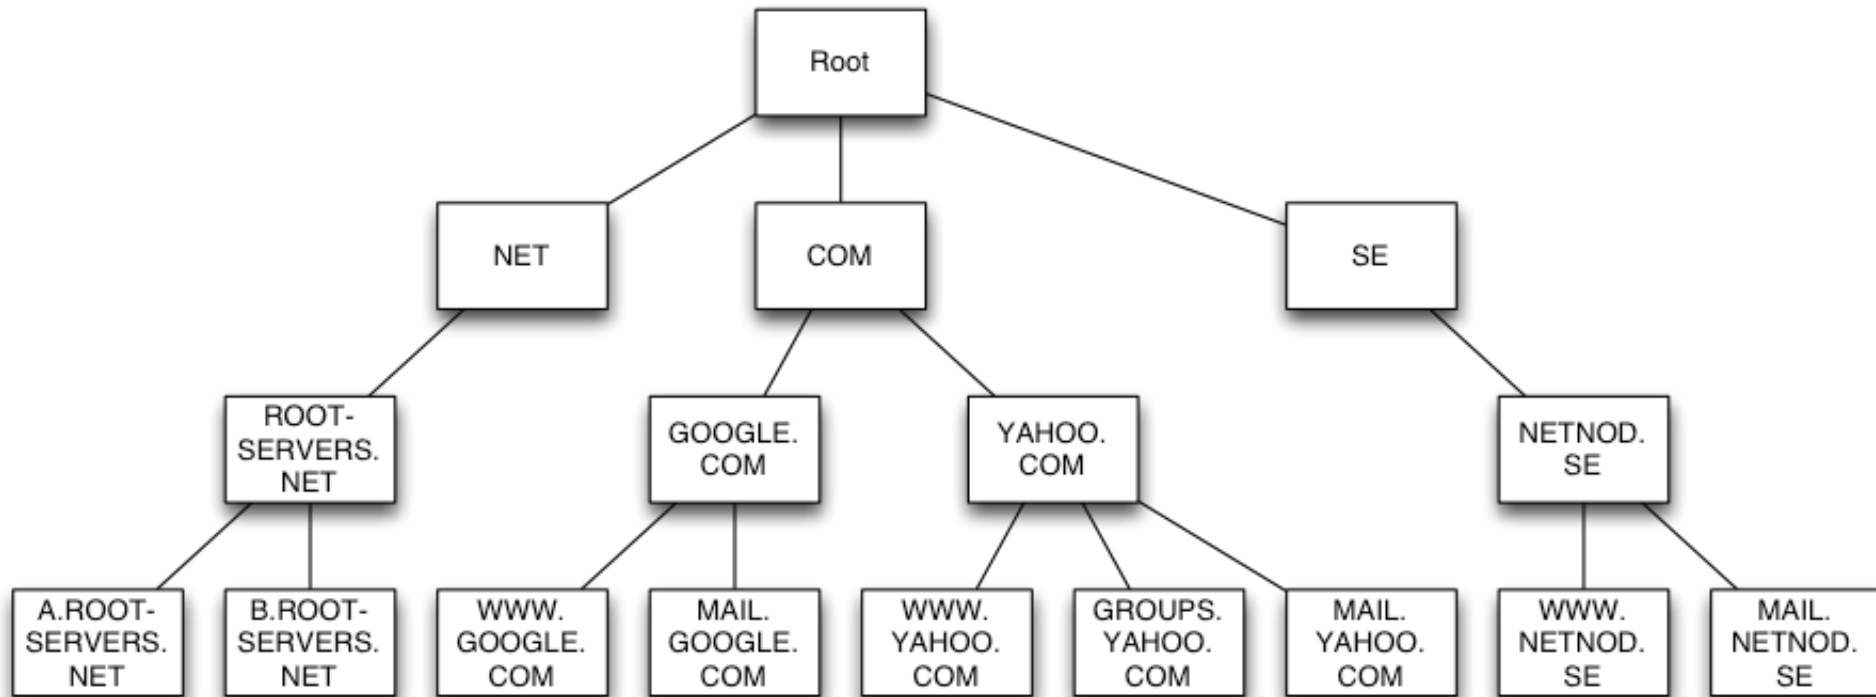 Root
NET
COM
SE
ROOT-
SERVERS.
NET
GOOGLE.
COM
YAHOO.
COM
NETNOD.
SE
A.ROOT-
SERVERS.
NET
B.ROOT-
SERVERS.
NET
WWW.
GOOGLE.
COM
MAIL.
GOOGLE.
COM
WWW.
YAHOO.
COM
GROUPS.
YAHOO.
COM
MAIL.
YAHOO.
COM
WWW.
NETNOD.
SE
MAIL.
NETNOD.
SE